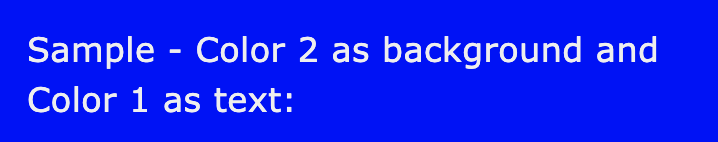 Sample - Color 2 as background and
Color 1 as text: